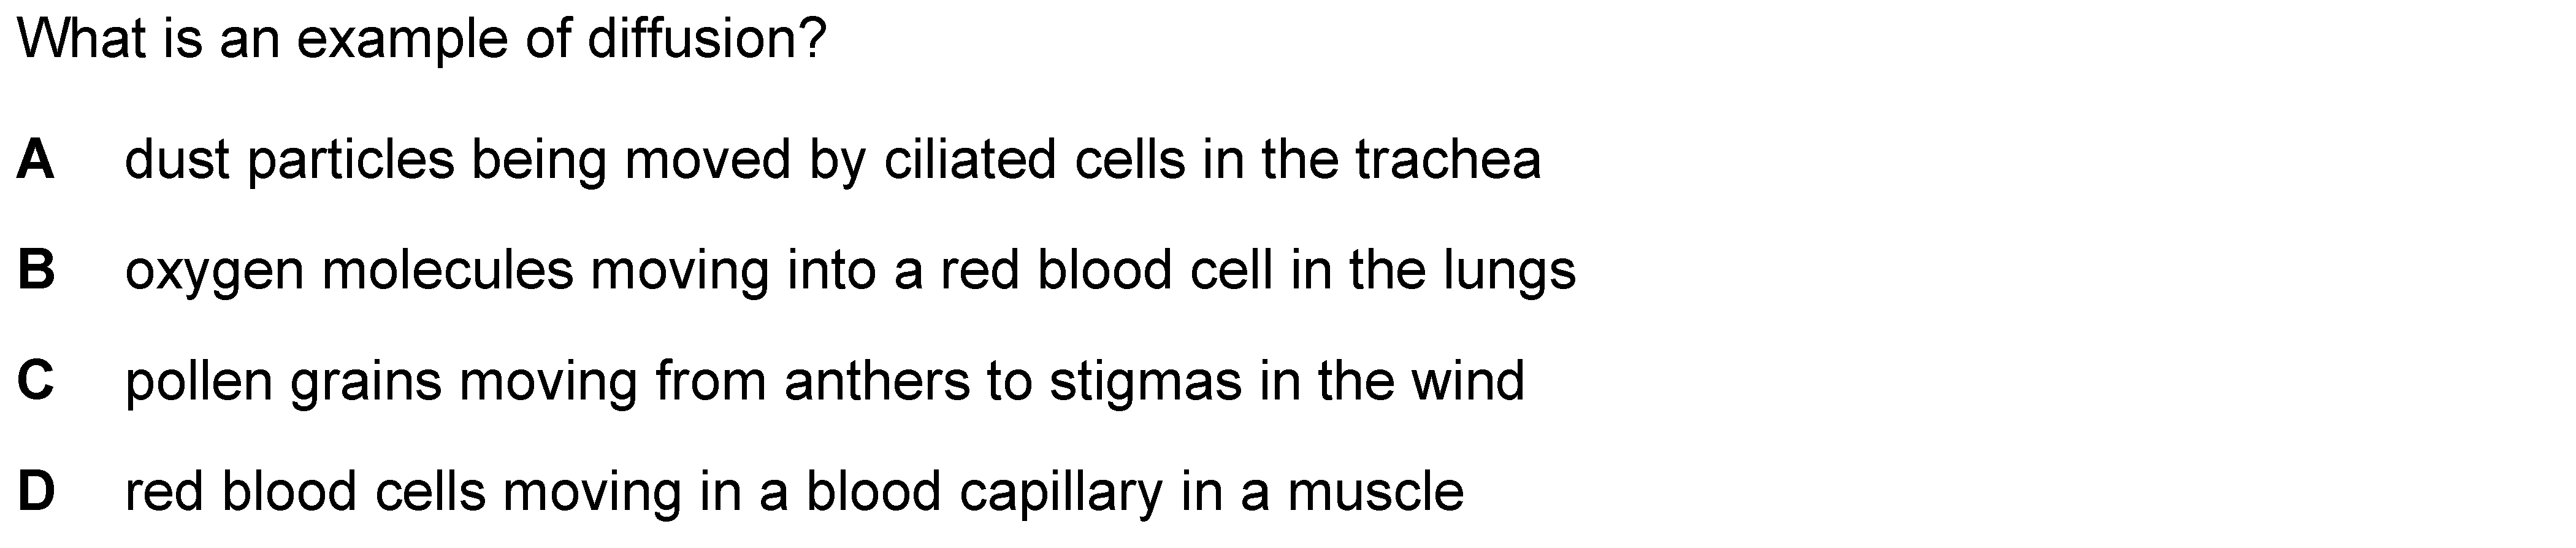 What is an example of diffusion?
A dust particles being moved by ciliated cells in the trachea
B oxygen molecules moving into a red blood cell in the lungs
C pollen grains moving from anthers to stigmas in the wind
D red blood cells moving in a blood capillary in a muscle